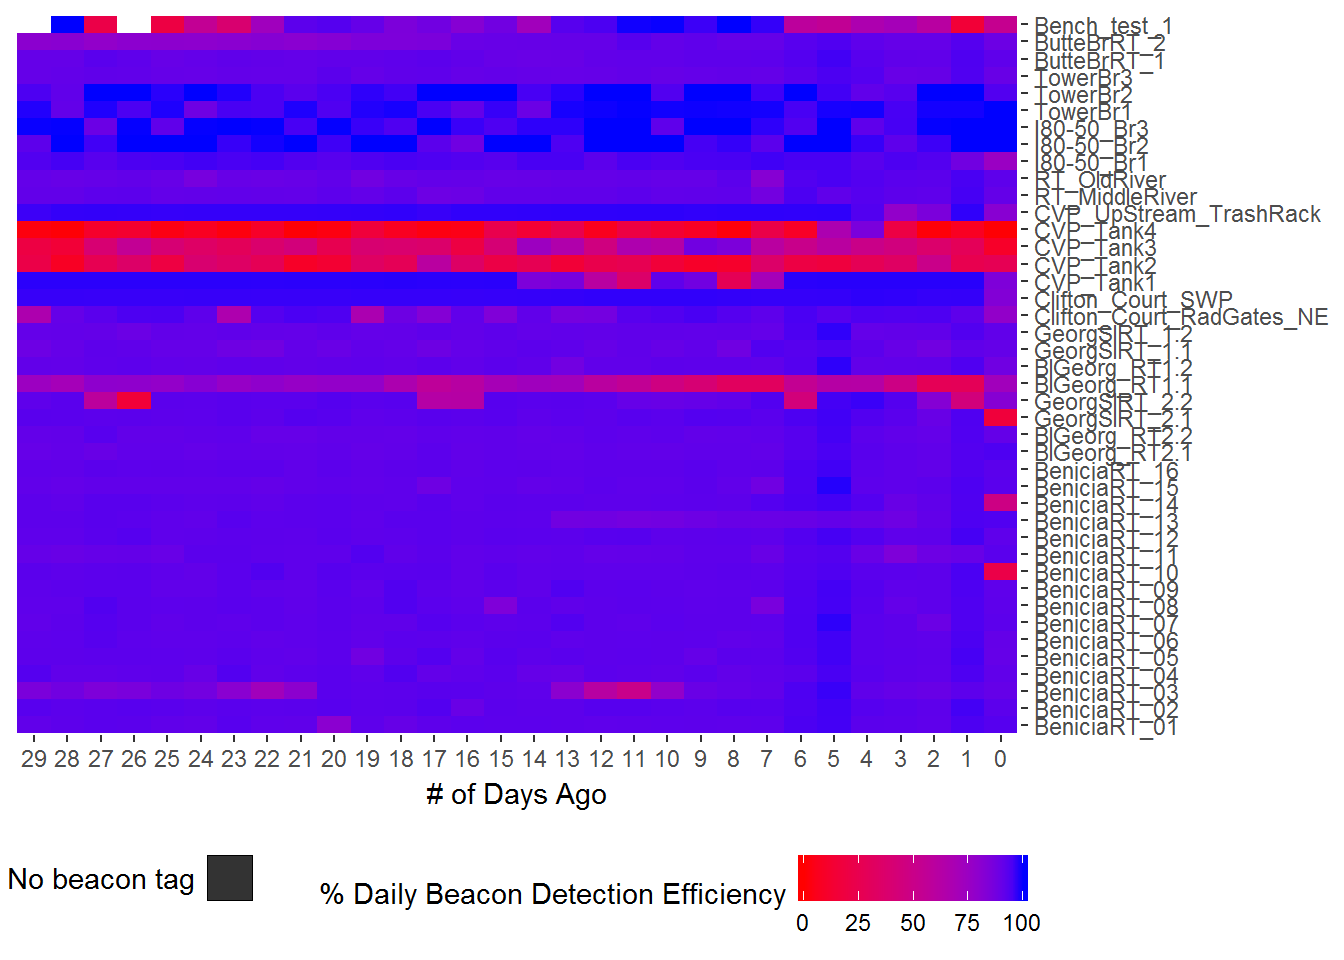 Bench_test_1
ButteBrRT_2
ButteBrRT_1
TowerBr3
TowerBr2
TowerBr1
I80-50_Br3
I80-50_Br2
I80-50_Br1
RT_OldRiver
RT_MiddleRiver
CVP_UpStream_TrashRack
CVP_Tank4
CVP_Tank3
CVP_Tank2
CVP_Tank1
Clifton_Court_SWP
Clifton_Court_RadGates_NE
GeorgSlRT_1.2
GeorgSlRT_1.1
BlGeorg_RT1.2
BlGeorg_RT1.1
GeorgSlRT_2.2
GeorgSlRT_2.1
BlGeorg_RT2.2
BlGeorg_RT2.1
BeniciaRT_16
BeniciaRT_15
BeniciaRT_14
BeniciaRT_13
BeniciaRT_12
BeniciaRT_11
BeniciaRT_10
BeniciaRT_09
BeniciaRT_08
BeniciaRT_07
BeniciaRT_06
BeniciaRT_05
BeniciaRT_04
BeniciaRT_03
BeniciaRT_02
BeniciaRT_01
29 28 27 26 25 24 23 22 21 20 19 18 17 16 15 14 13 12 11 10 9 8 7 6 5 4 3 2 1 0
# of Days Ago
No beacon tag
% Daily Beacon Detection Efficiency
0 25 50 75 100